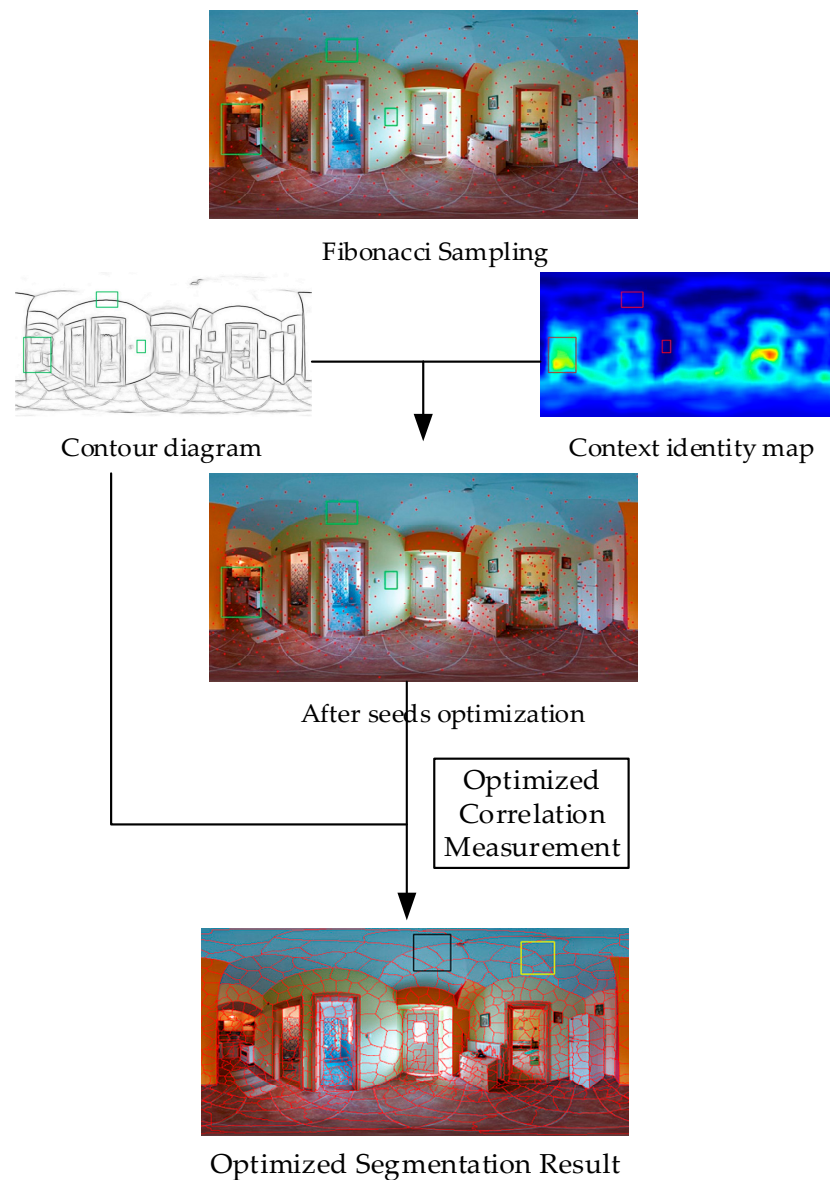 Fibonacci Sampling
Contour diagram
Context identity map
After seeds optimization
Optimized
Correlation
Measurement
Optimized Segmentation Result